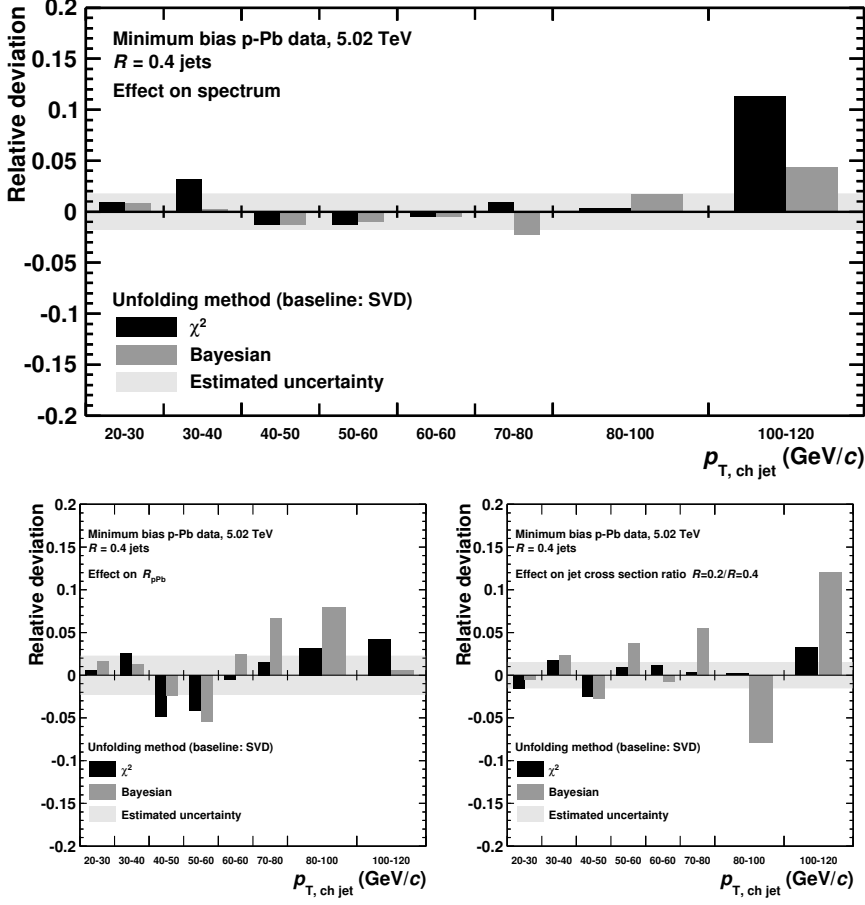 Relative deviation
0.2
0.15
0.1
0.05
0
-0.05
-0.1
-0.15
-0.2
Minimum bias p-Pb data, 5.02 TeV
R = 0.4 jets
Effect on spectrum
Unfolding method (baseline: SVD)
χ²
Bayesian
Estimated uncertainty
20-30 30-40 40-50 50-60 60-60 70-80 80-100 100-120
p T, ch jet (GeV/c)
Relative deviation
0.2
0.15
0.1
0.05
0
-0.05
-0.1
-0.15
-0.2
Minimum bias p-Pb data, 5.02 TeV
R = 0.4 jets
Effect on R pPb
Unfolding method (baseline: SVD)
χ²
Bayesian
Estimated uncertainty
20-30 30-40 40-50 50-60 60-60 70-80 80-100 100-120
p T, ch jet (GeV/c)
Relative deviation
0.2
0.15
0.1
0.05
0
-0.05
-0.1
-0.15
-0.2
Minimum bias p-Pb data, 5.02 TeV
R = 0.4 jets
Effect on jet cross section ratio R=0.2/R=0.4
Unfolding method (baseline: SVD)
χ²
Bayesian
Estimated uncertainty
20-30 30-40 40-50 50-60 60-60 70-80 80-100 100-120
p T, ch jet (GeV/c)